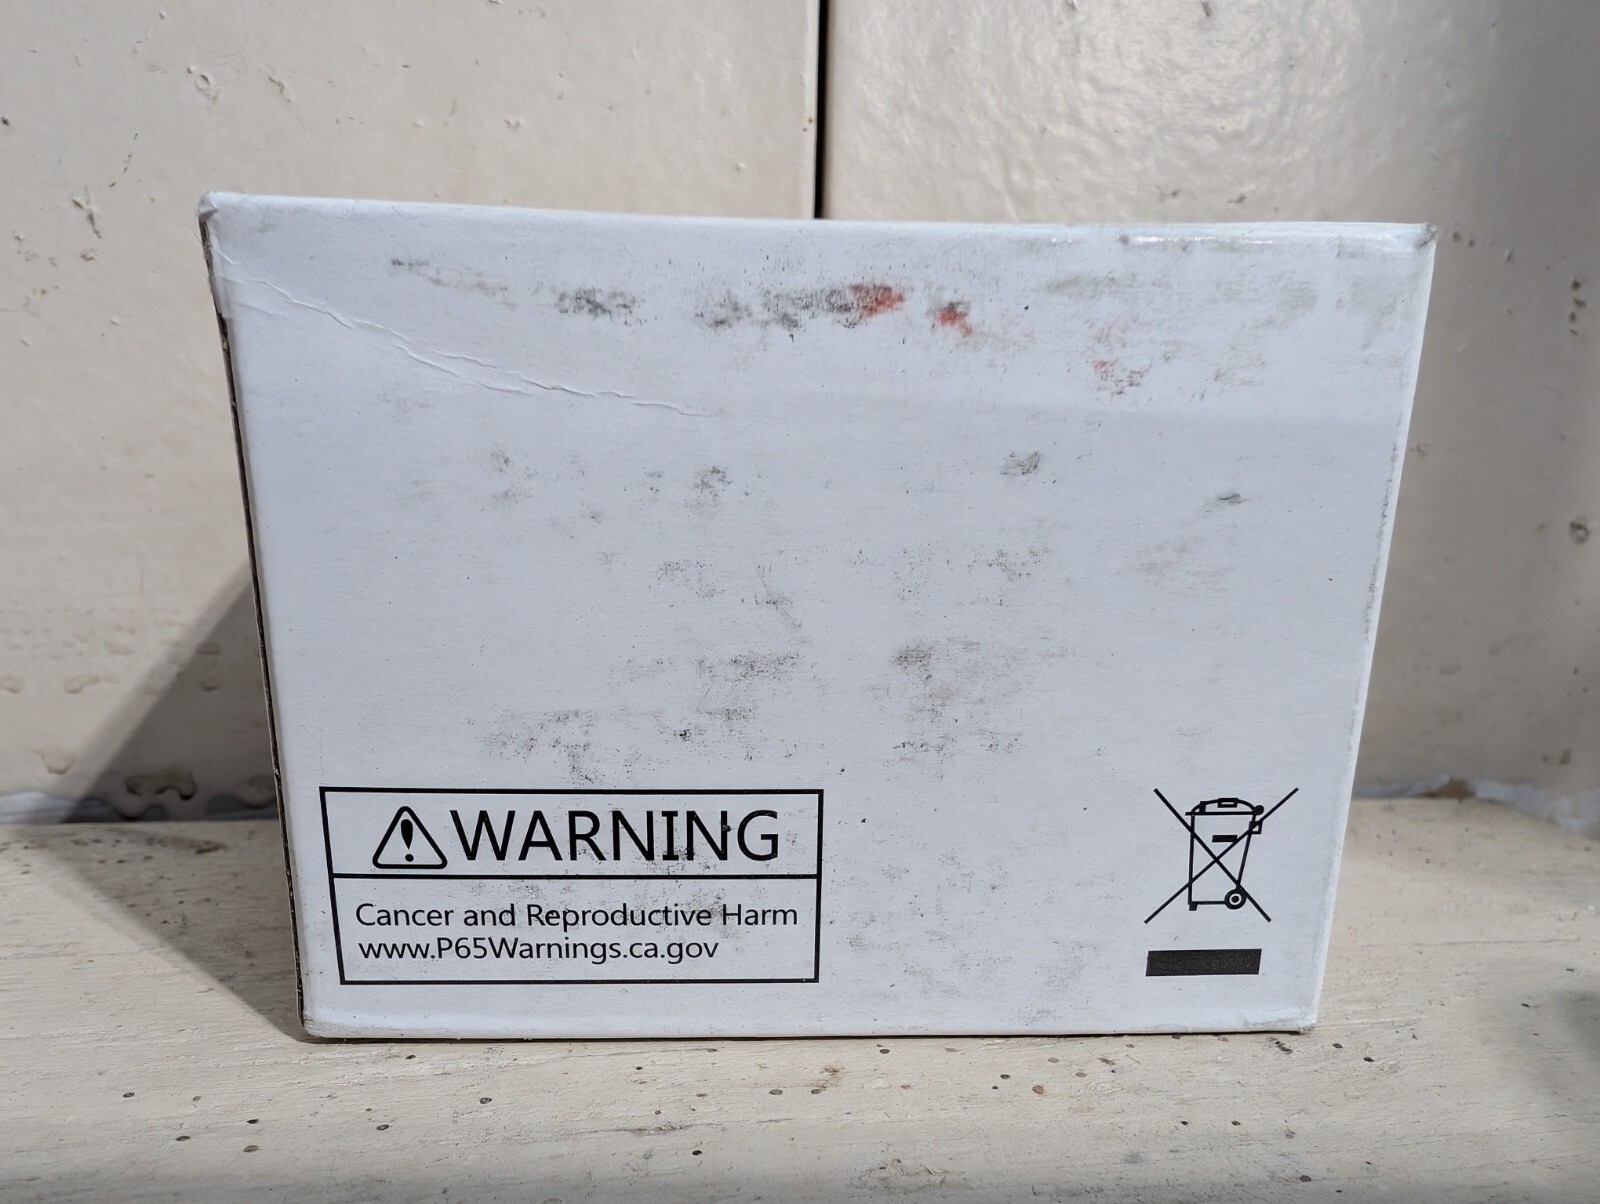 WARNING
Cancer and Reproductive Harm
www.P65Warnings.ca.gov